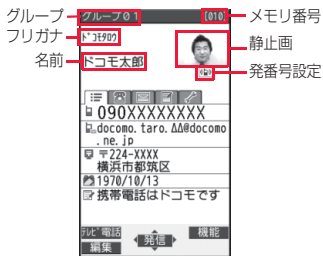 グループ グループ01 [010] メモリ番号
フリガナ ﾄﾞｺﾓﾀﾛｳ
静止画
名前 ドコモ太郎
発番号設定
090XXXXXXXX
docomo.taro.ΔΔ@docomo
.ne.jp
〒224-XXXX
横浜市都筑区
1970/10/13
携帯電話はドコモです
ﾃﾚﾋﾞ電話 発信 機能
編集